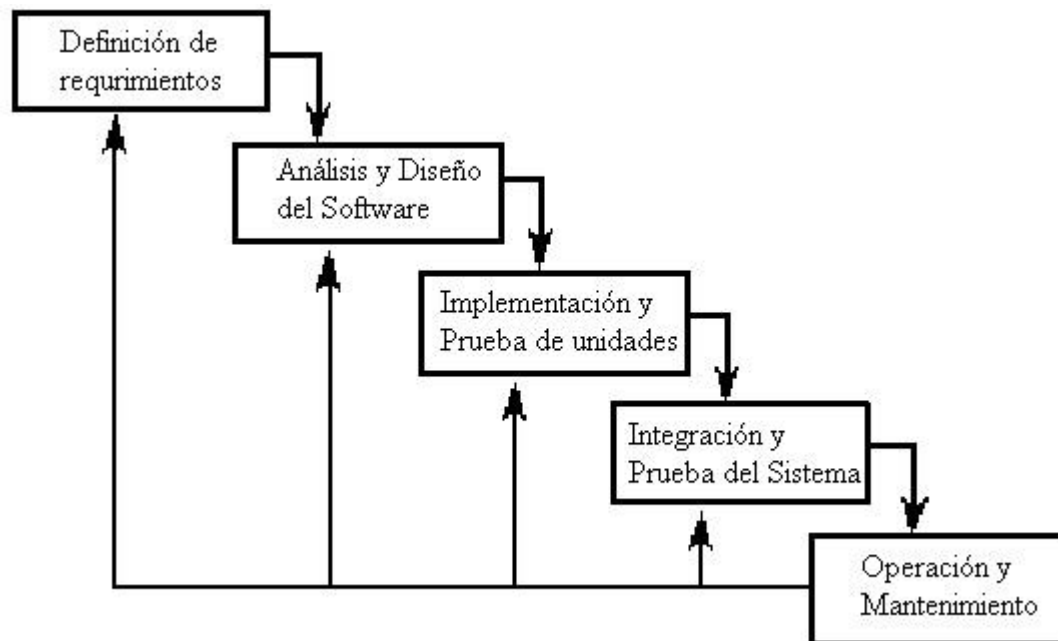 Definición de
requrimientos
Análisis y Diseño
del Software
Implementación y
Prueba de unidades
Integración y
Prueba del Sistema
Operación y
Mantenimiento